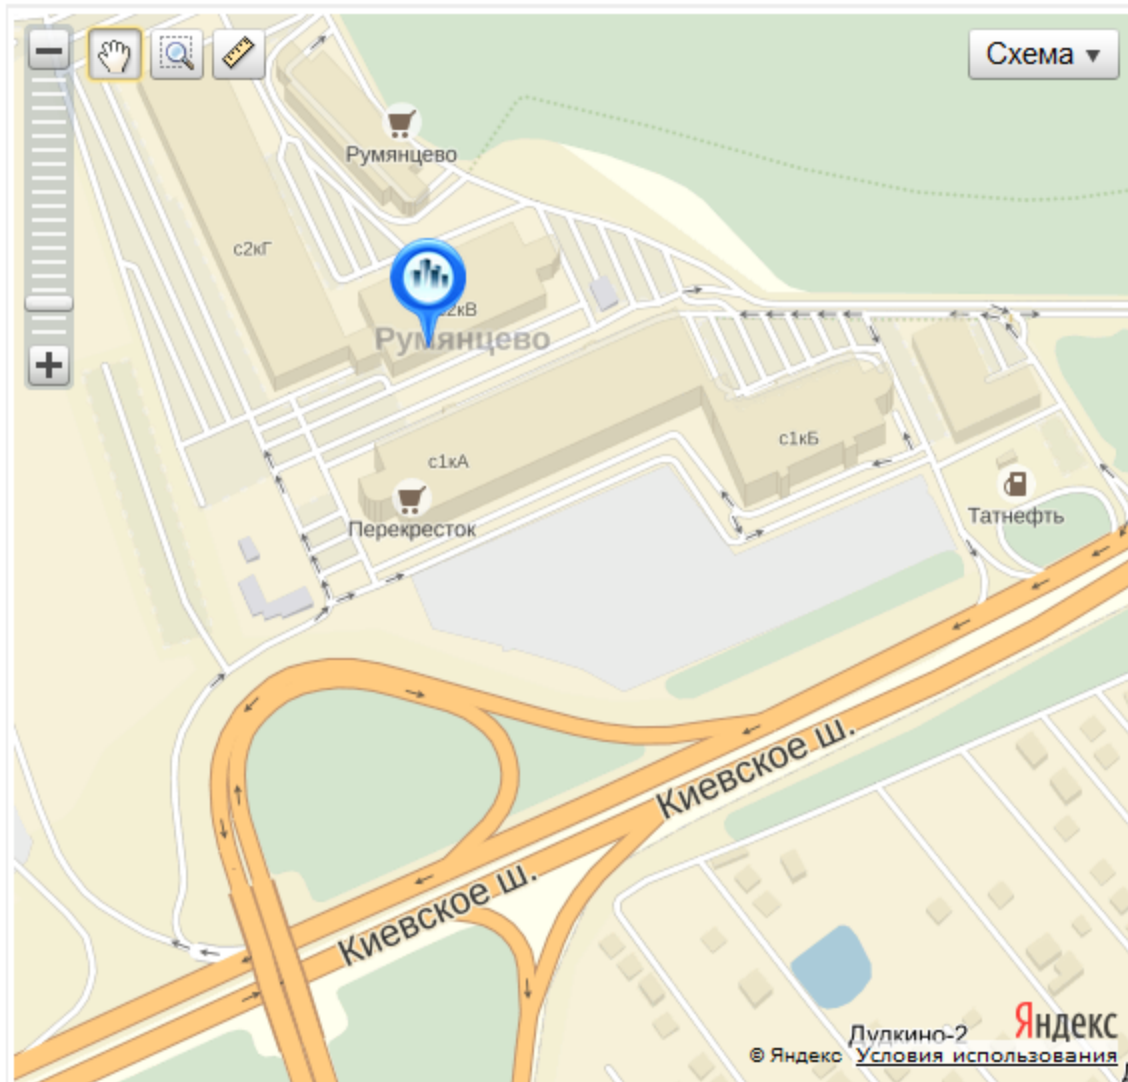 Схема
Румянцево
с2кГ
с2кВ
Румянцево
с1кБ
с1кА
Перекресток
Татнефть
Киевское ш.
Киевское ш.
Дудкино-2
Яндекс
© Яндекс Условия использования